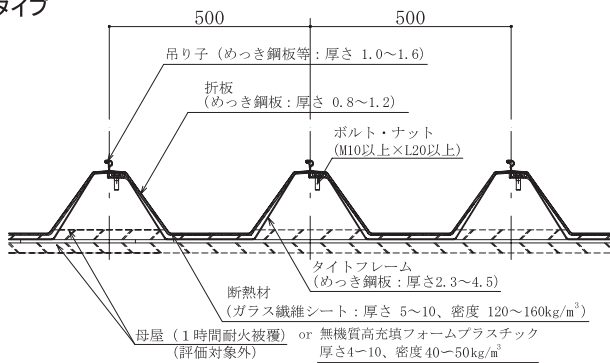 タイプ
500 500
吊り子（めっき鋼板等：厚さ 1.0～1.6）
折板
（めっき鋼板：厚さ 0.8～1.2）
ボルト・ナット
（M10以上×L20以上）
タイトフレーム
（めっき鋼板：厚さ2.3～4.5）
断熱材
（ガラス繊維シート：厚さ 5～10、密度 120～160kg/m³）
母屋（１時間耐火被覆）
（評価対象外）
or 無機質高充填フォームプラスチック
厚さ4～10、密度40～50kg/m³